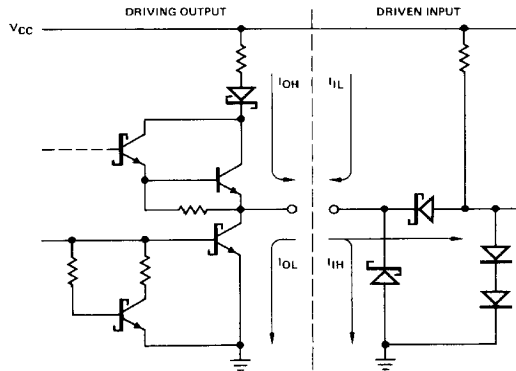 DRIVING OUTPUT
DRIVEN INPUT
VCC
IOH
IIL
IOL
IIH